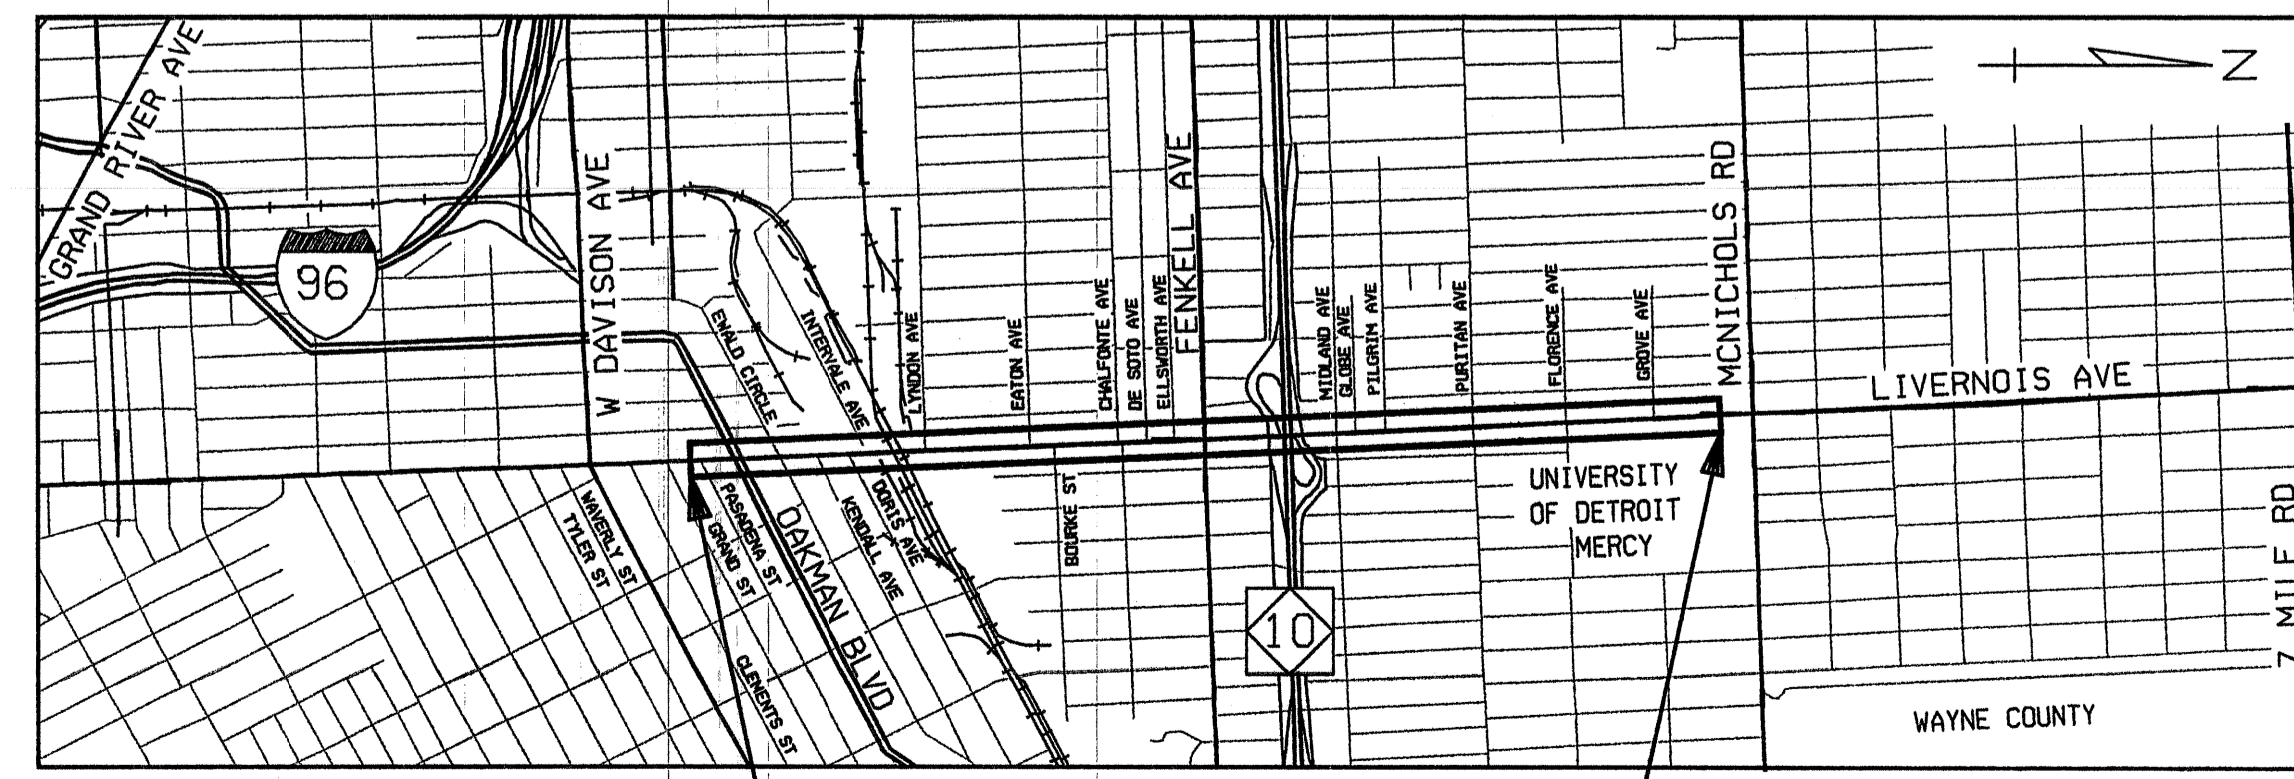 GRAND RIVER AVE
96
W DAVISON AVE
EWALD CIRCLE
INTERVALE AVE
LYNDON AVE
EATON AVE
CHALFONTE AVE
DE SOTO AVE
ELLSWORTH AVE
FENKELL AVE
MIDLAND AVE
GLOBE AVE
PILGRIM AVE
PURITAN AVE
FLORENCE AVE
GROVE AVE
MCNICHOLS RD
LIVERNOIS AVE
N
WAVERLY ST
TYLER ST
PASADENA ST
GRAND ST
CLEMENTS ST
OAKMAN BLVD
DORIS AVE
KENDALL AVE
BOURKE ST
10
UNIVERSITY
OF DETROIT
MERCY
7 MILE RD
WAYNE COUNTY